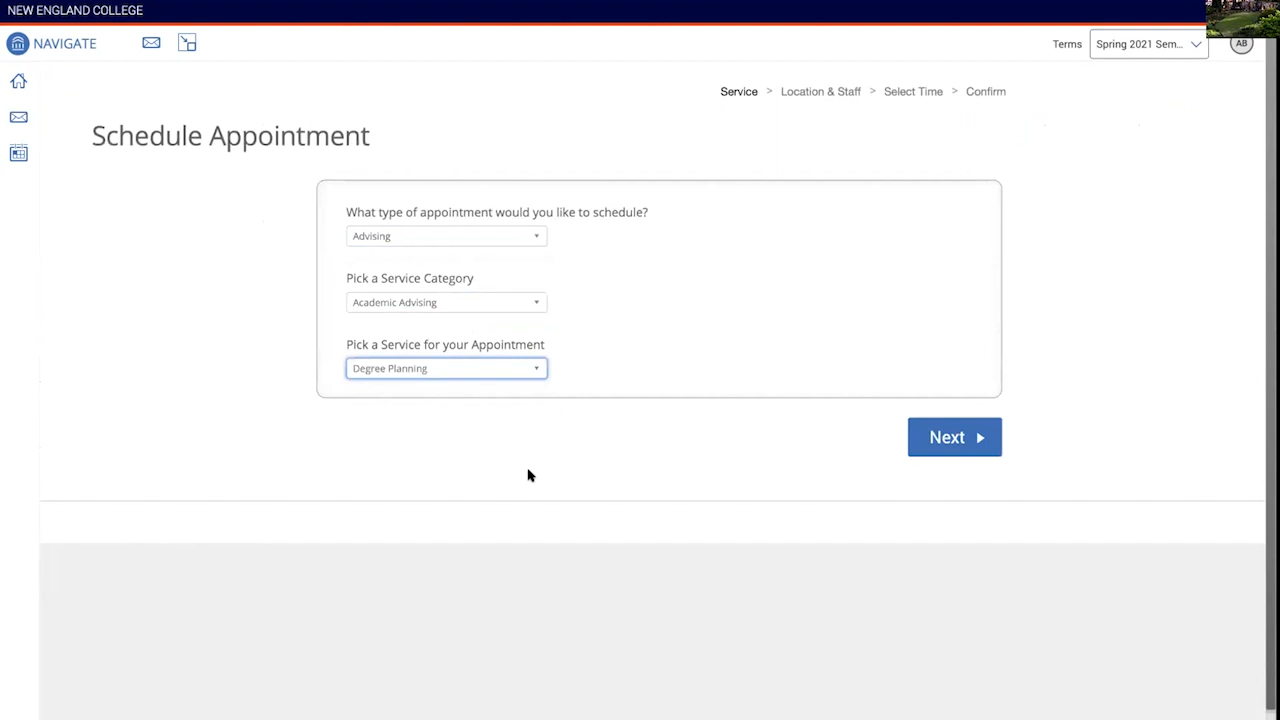 NEW ENGLAND COLLEGE
NAVIGATE
Terms
Spring 2021 Sem...
AB
Service > Location & Staff > Select Time > Confirm
Schedule Appointment
What type of appointment would you like to schedule?
Advising
Pick a Service Category
Academic Advising
Pick a Service for your Appointment
Degree Planning
Next